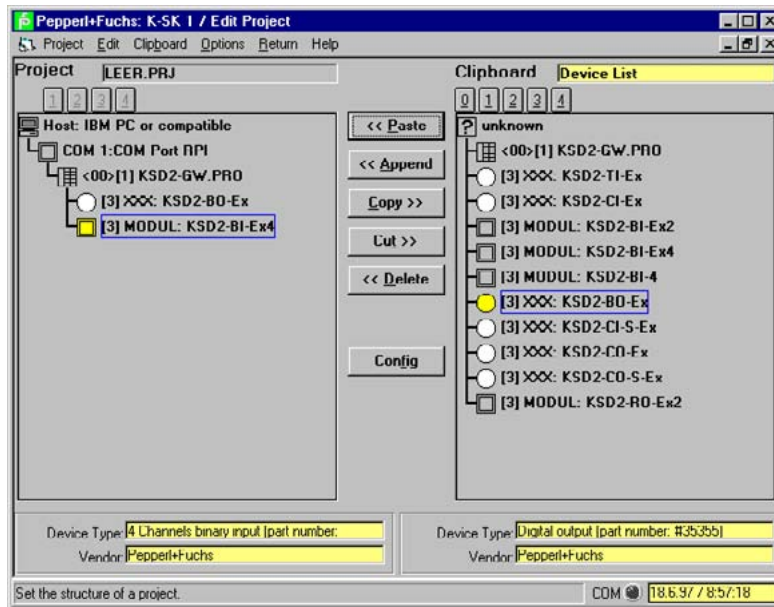 Pepperl+Fuchs: K-SK 1 / Edit Project
Project Edit Clipboard Options Return Help
Project LEER.PRJ
1 2 3 4
Host: IBM PC or compatible
COM 1:COM Port RPI
<00>[1] KSD2-GW.PRO
[3] XXX: KSD2-BO-Ex
[3] MODUL: KSD2-BI-Ex4
<< Paste
<< Append
Copy >>
Cut >>
<< Delete
Config
Clipboard Device List
0 1 2 3 4
? unknown
<00>[1] KSD2-GW.PRO
[3] XXX: KSD2-TI-Ex
[3] XXX: KSD2-CI-Ex
[3] MODUL: KSD2-BI-Ex2
[3] MODUL: KSD2-BI-Ex4
[3] MODUL: KSD2-BI-4
[3] XXX: KSD2-BO-Ex
[3] XXX: KSD2-CI-S-Ex
[3] XXX: KSD2-CO-Ex
[3] XXX: KSD2-CO-S-Ex
[3] MODUL: KSD2-RO-Ex2
Device Type: 4 Channels binary input [part number:
Vendor: Pepperl+Fuchs
Device Type: Digital output [part number: #35355]
Vendor: Pepperl+Fuchs
Set the structure of a project.
COM 18.6.97 / 8:57:18